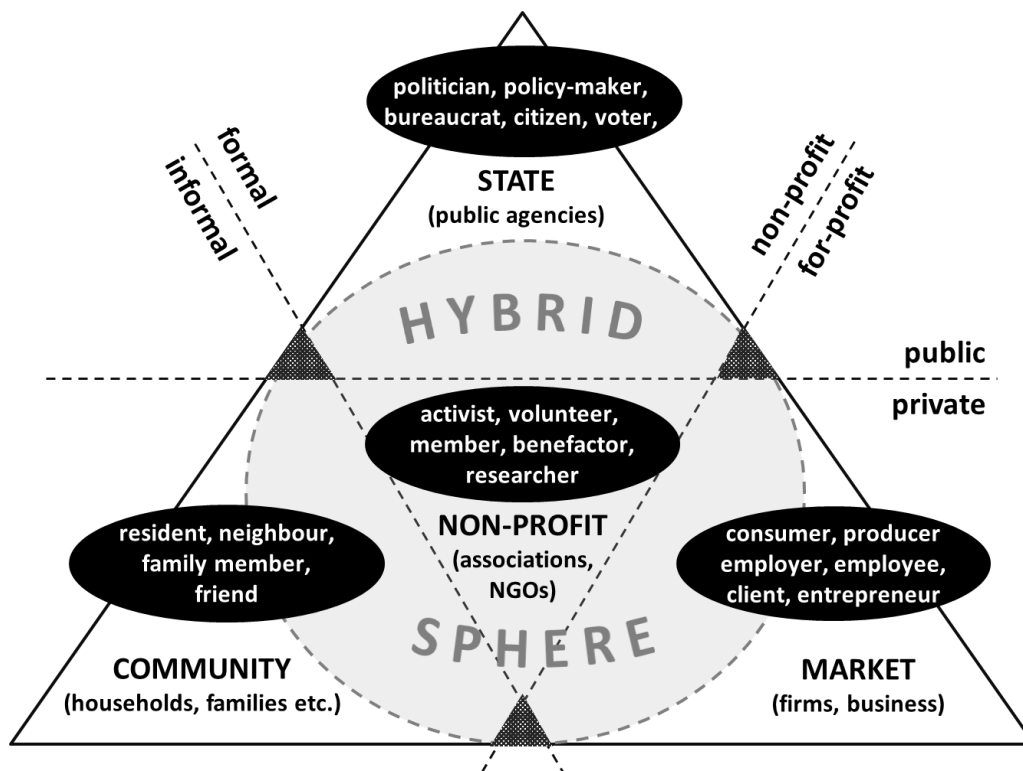 politician, policy-maker,
bureaucrat, citizen, voter,
formal
informal
non-profit
for-profit
STATE
(public agencies)
HYBRID
public
private
activist, volunteer,
member, benefactor,
researcher
NON-PROFIT
(associations,
NGOs)
resident, neighbour,
family member,
friend
consumer, producer
employer, employee,
client, entrepreneur
SPHERE
COMMUNITY
(households, families etc.)
MARKET
(firms, business)